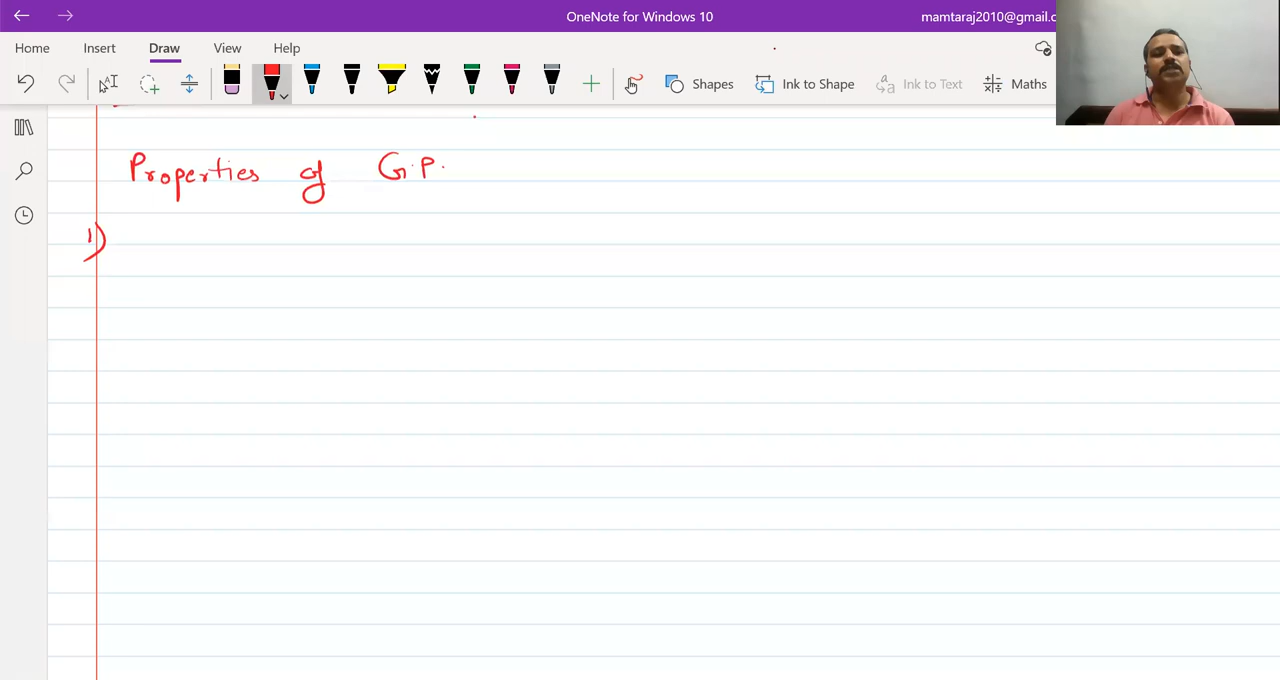 OneNote for Windows 10
mamtaraj2010@gmail.c
Home Insert Draw View Help
Shapes Ink to Shape Ink to Text Maths
Properties of G.P.
1)